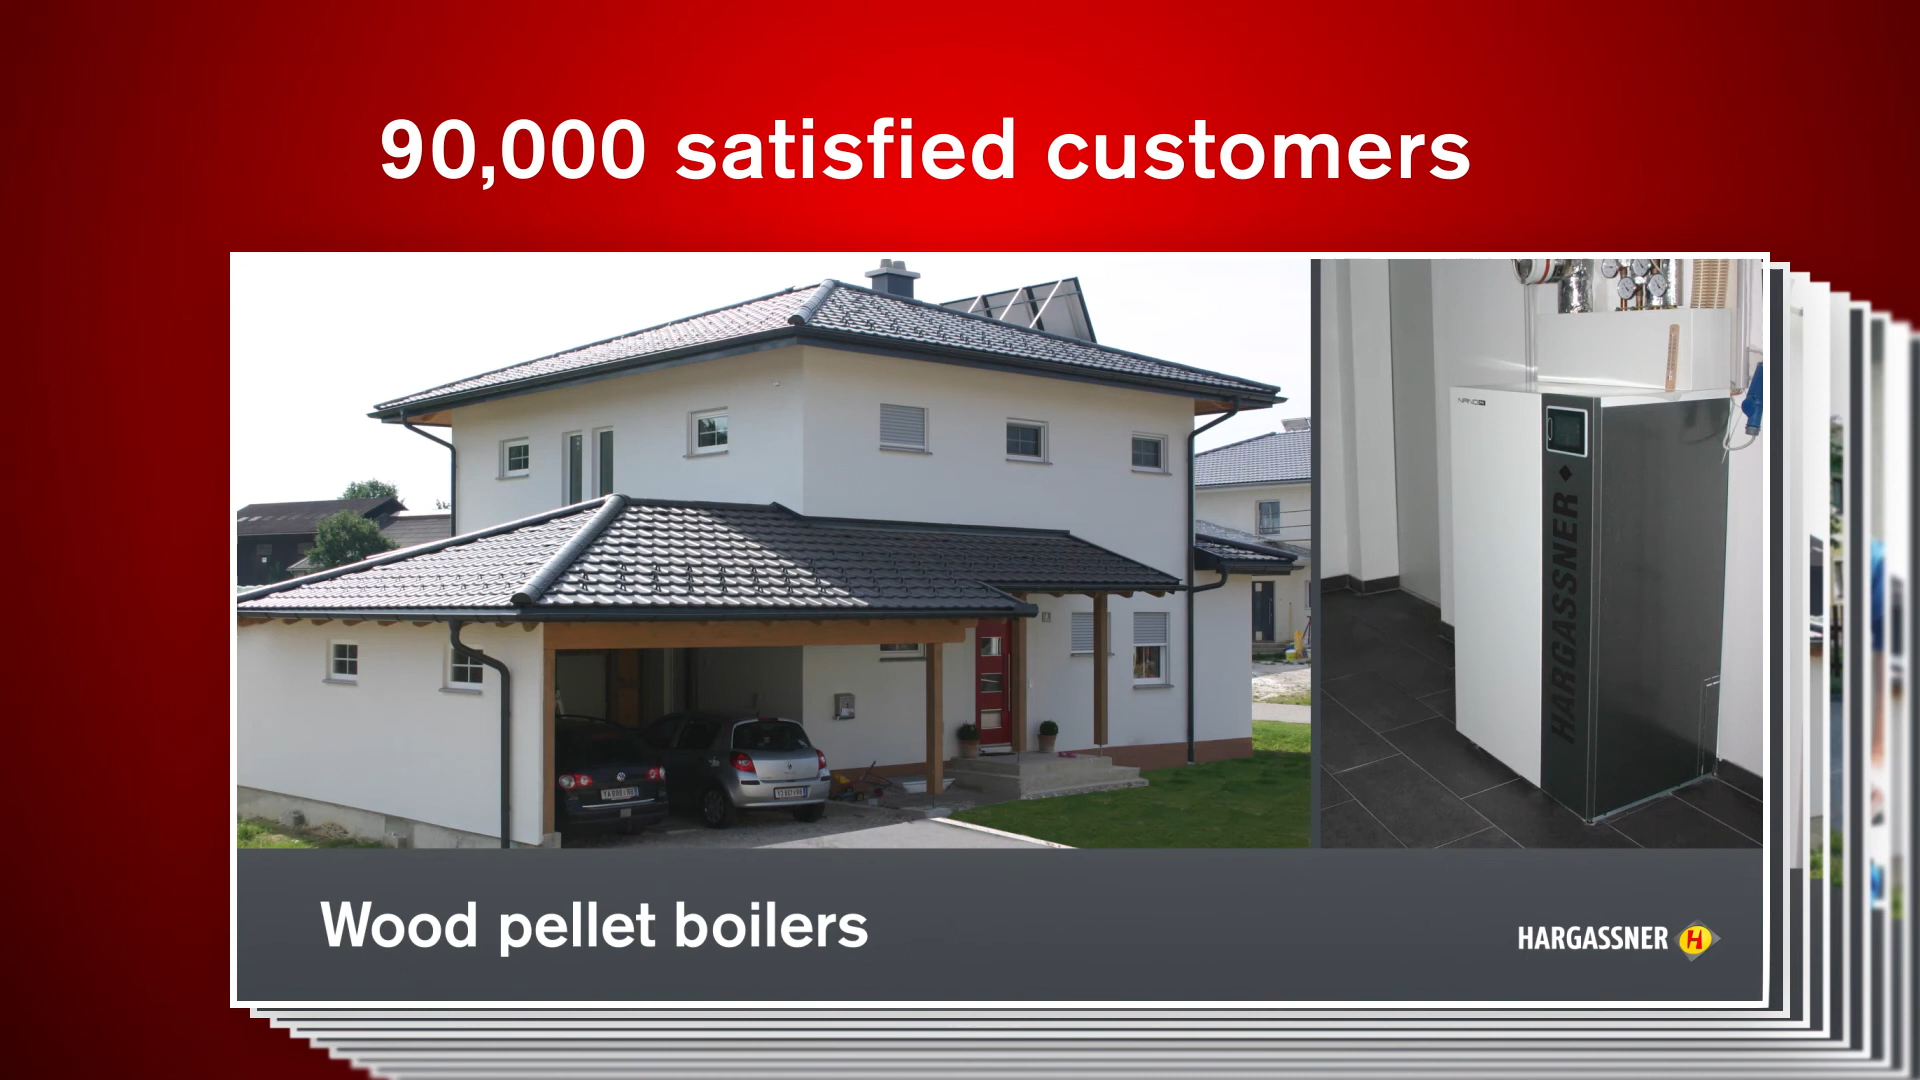 90,000 satisfied customers
HARGASSNER
Wood pellet boilers
HARGASSNER H